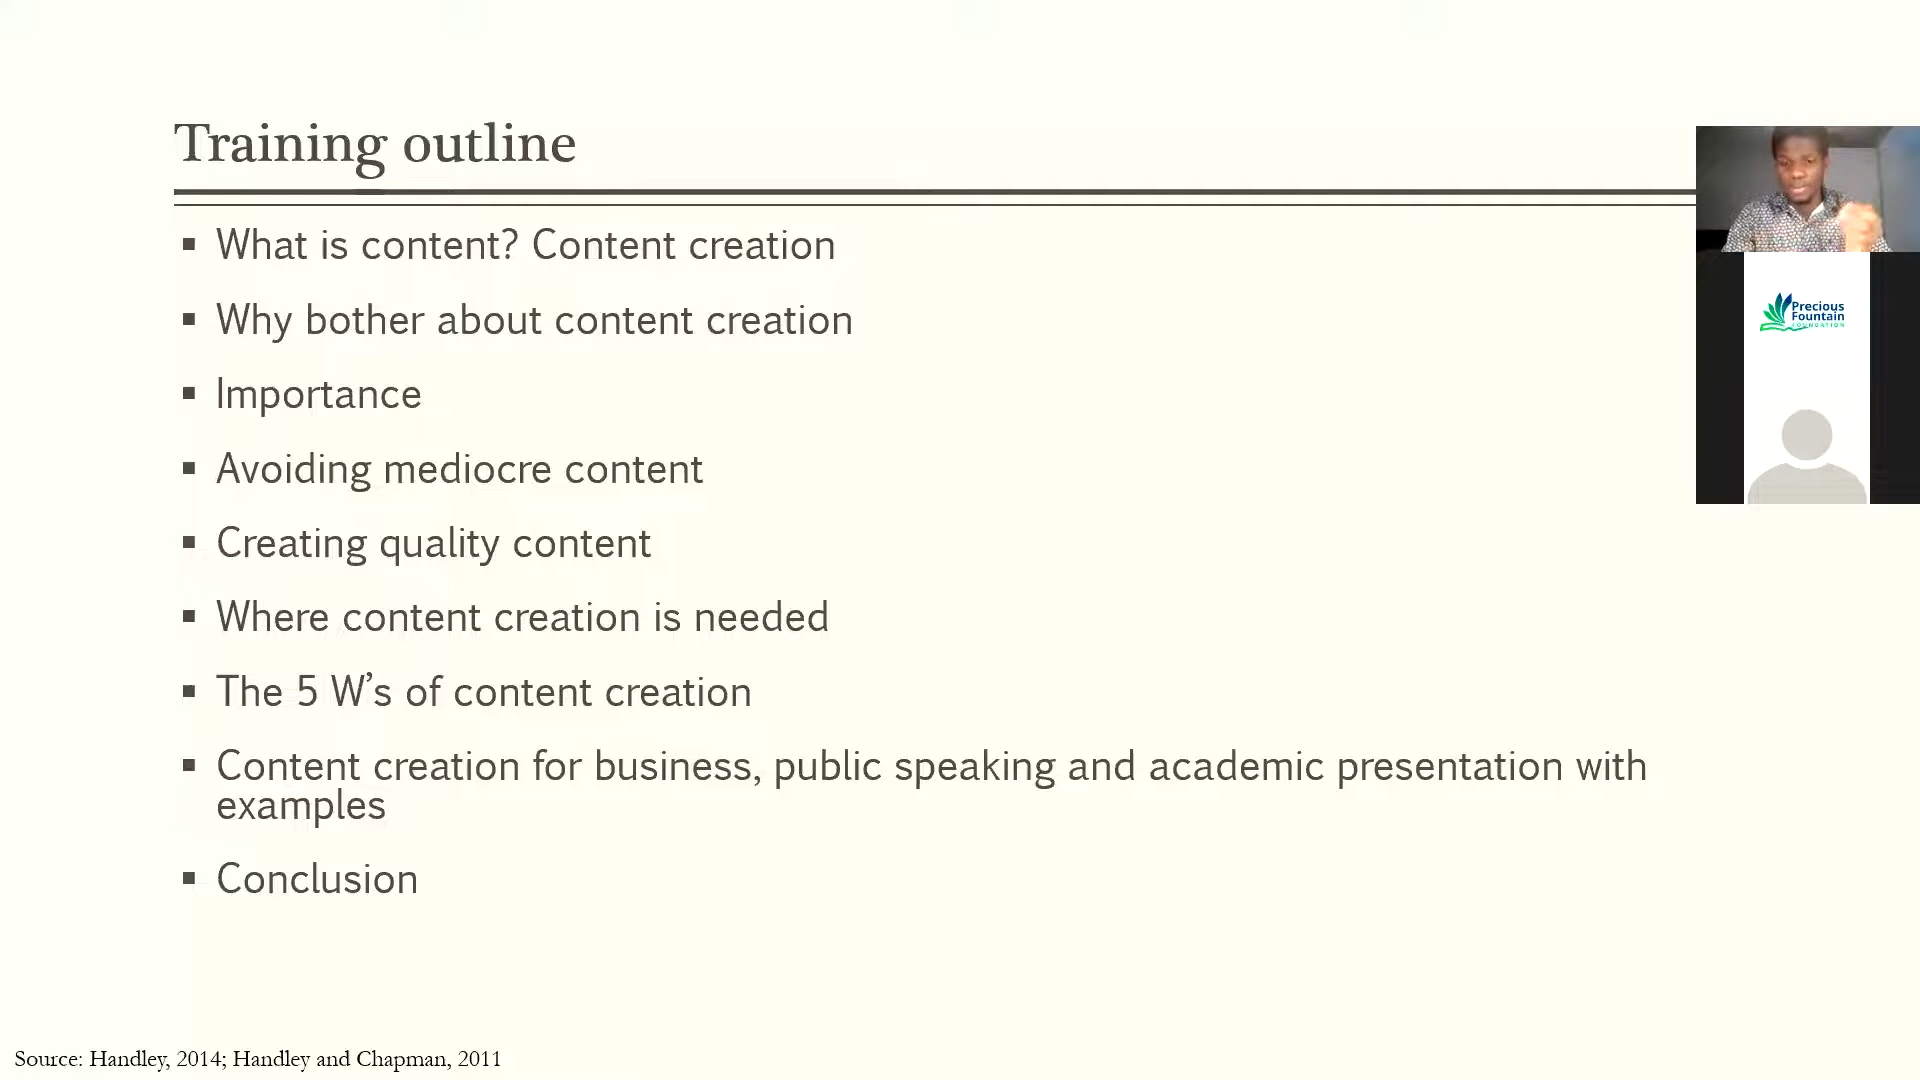 Training outline
▪ What is content? Content creation
▪ Why bother about content creation
▪ Importance
▪ Avoiding mediocre content
▪ Creating quality content
▪ Where content creation is needed
▪ The 5 W’s of content creation
▪ Content creation for business, public speaking and academic presentation with
examples
▪ Conclusion
Precious
Fountain
FOUNDATION
Source: Handley, 2014; Handley and Chapman, 2011